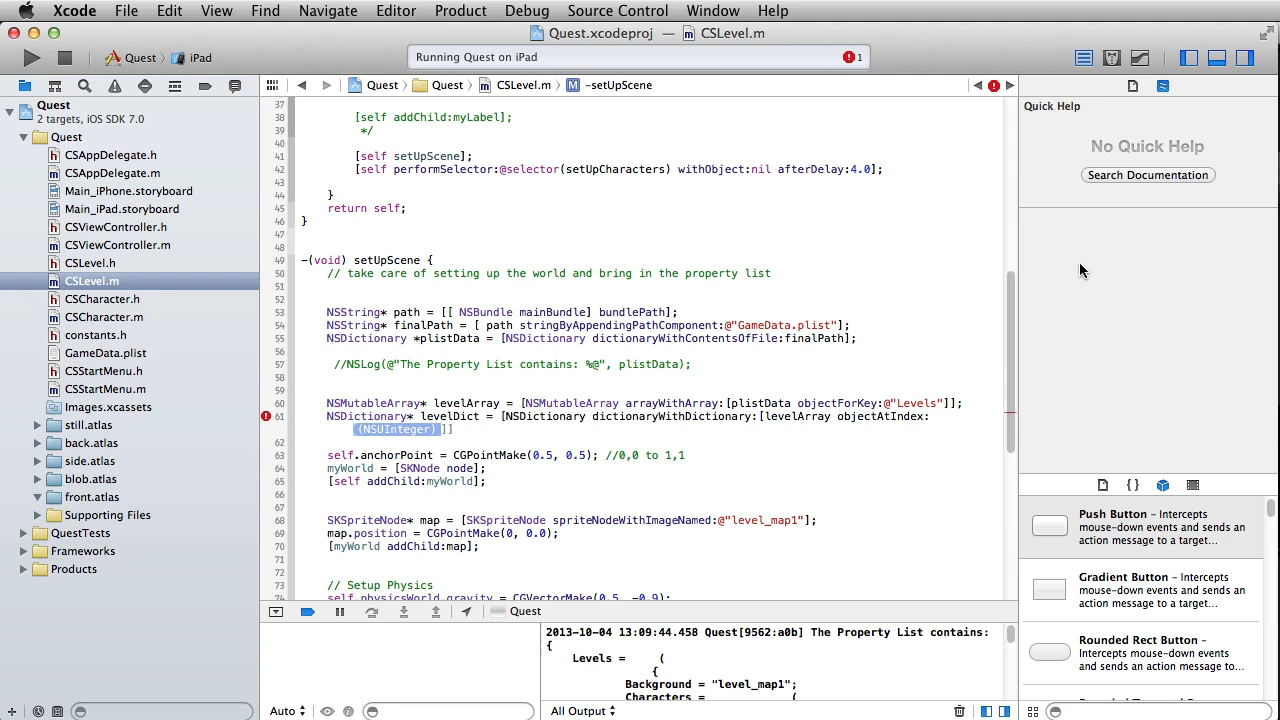 Xcode File Edit View Find Navigate Editor Product Debug Source Control Window Help
Quest.xcodeproj — CSLevel.m
Quest iPad
Running Quest on iPad
1
Quest Quest CSLevel.m M -setUpScene
Quest
2 targets, iOS SDK 7.0
Quest
h CSAppDelegate.h
m CSAppDelegate.m
Main_iPhone.storyboard
Main_iPad.storyboard
h CSViewController.h
m CSViewController.m
h CSLevel.h
m CSLevel.m
h CSCharacter.h
m CSCharacter.m
h constants.h
GameData.plist
h CSStartMenu.h
m CSStartMenu.m
Images.xcassets
still.atlas
back.atlas
side.atlas
blob.atlas
front.atlas
Supporting Files
QuestTests
Frameworks
Products
37
38 [self addChild:myLabel];
39 */
40
41 [self setUpScene];
42 [self performSelector:@selector(setUpCharacters) withObject:nil afterDelay:4.0];
43
44 }
45 return self;
46 }
47
48
49 -(void) setUpScene {
50 // take care of setting up the world and bring in the property list
51
52
53 NSString* path = [[ NSBundle mainBundle] bundlePath];
54 NSString* finalPath = [ path stringByAppendingPathComponent:@"GameData.plist"];
55 NSDictionary *plistData = [NSDictionary dictionaryWithContentsOfFile:finalPath];
56
57 //NSLog(@"The Property List contains: %@", plistData);
58
59
60 NSMutableArray* levelArray = [NSMutableArray arrayWithArray:[plistData objectForKey:@"Levels"]];
61 NSDictionary* levelDict = [NSDictionary dictionaryWithDictionary:[levelArray objectAtIndex:
(NSUInteger) ]]
62
63 self.anchorPoint = CGPointMake(0.5, 0.5); //0,0 to 1,1
64 myWorld = [SKNode node];
65 [self addChild:myWorld];
66
67
68 SKSpriteNode* map = [SKSpriteNode spriteNodeWithImageNamed:@"level_map1"];
69 map.position = CGPointMake(0, 0.0);
70 [myWorld addChild:map];
71
72
73 // Setup Physics
74 self.physicsWorld.gravity = CGVectorMake(0.5, -0.9);
Quest
2013-10-04 13:09:44.458 Quest[9562:a0b] The Property List contains:
{
Levels = (
{
Background = "level_map1";
Characters = (
Auto
All Output
Quick Help
No Quick Help
Search Documentation
Push Button – Intercepts
mouse-down events and sends an
action message to a target...
Gradient Button – Intercepts
mouse-down events and sends an
action message to a target...
Rounded Rect Button –
Intercepts mouse-down events
and sends an action message to...